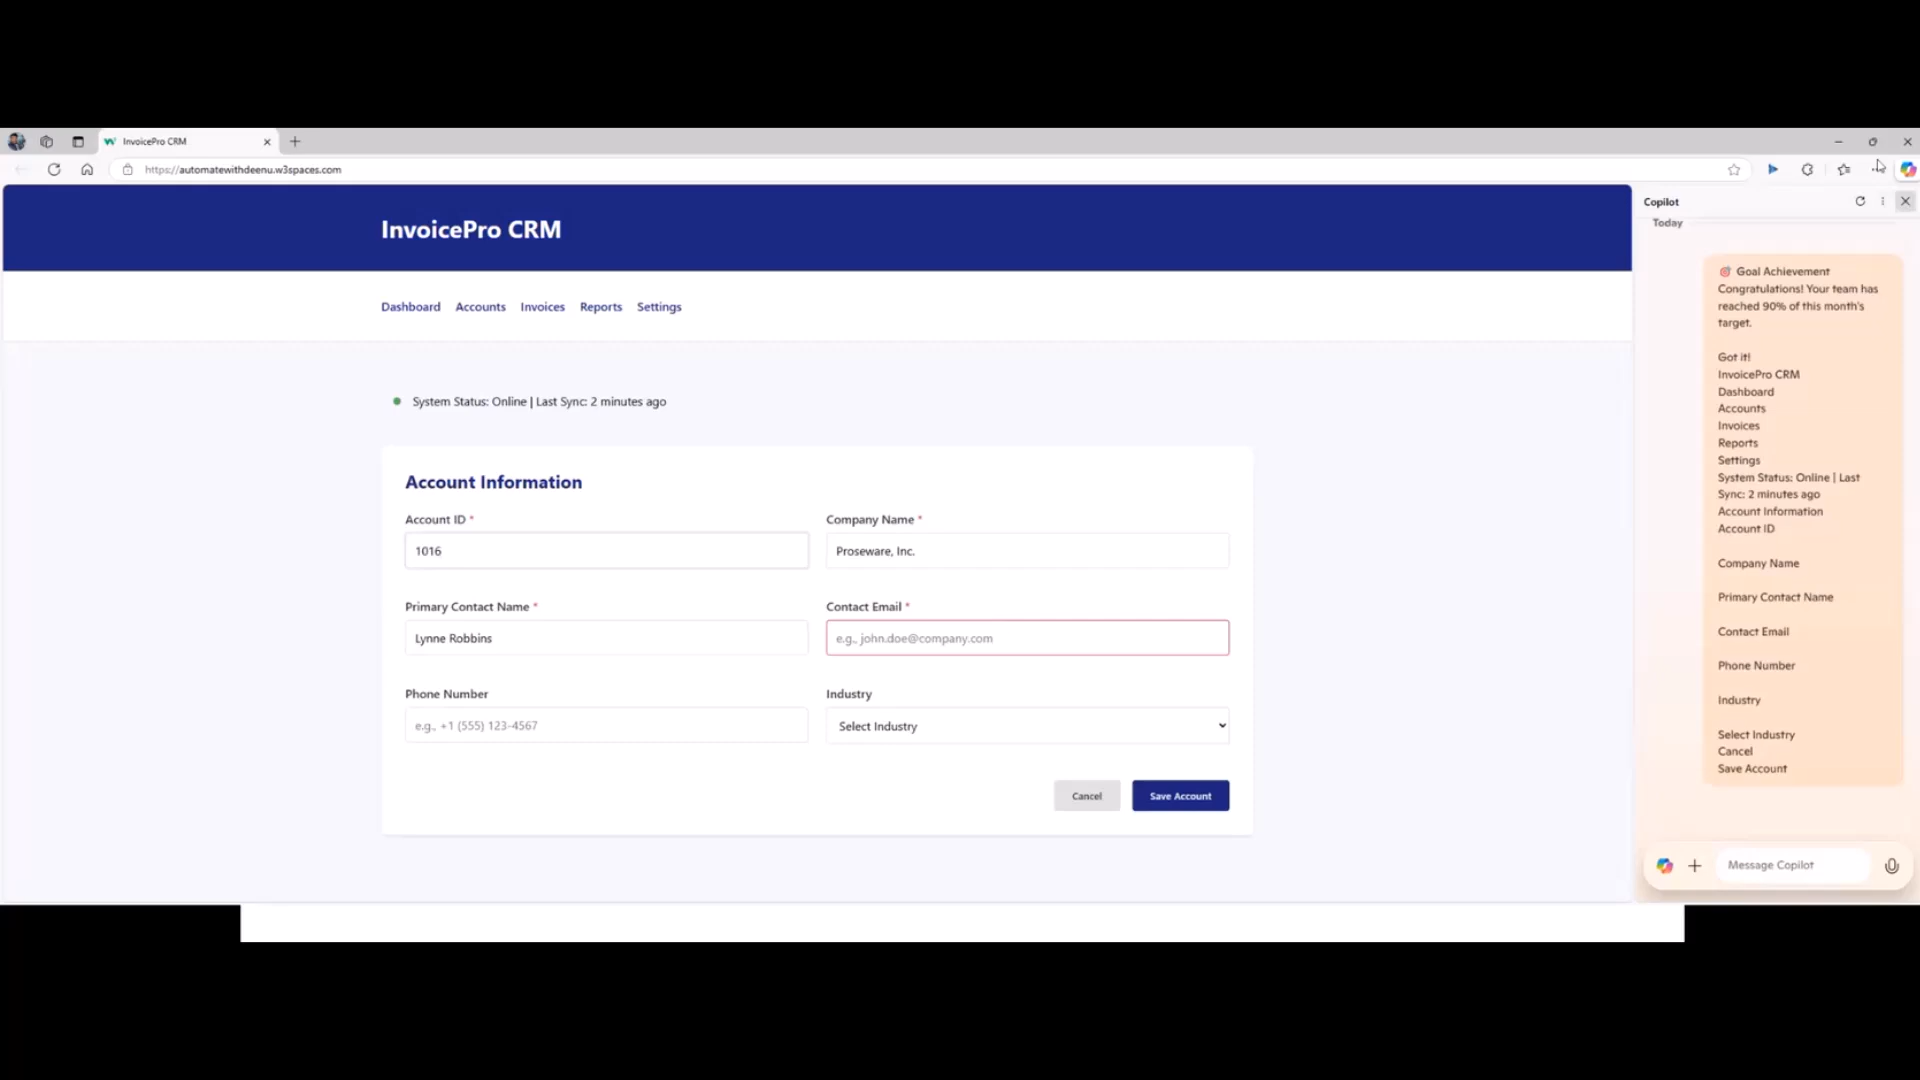 InvoicePro CRM
https://automatewithdeenu.w3spaces.com
InvoicePro CRM
Dashboard Accounts Invoices Reports Settings
System Status: Online | Last Sync: 2 minutes ago
Account Information
Account ID * Company Name *
1016 Proseware, Inc.
Primary Contact Name * Contact Email *
Lynne Robbins e.g., john.doe@company.com
Phone Number Industry
e.g., +1 (555) 123-4567 Select Industry
Cancel Save Account
Copilot
Today
Goal Achievement
Congratulations! Your team has
reached 90% of this month's
target.
Got it!
InvoicePro CRM
Dashboard
Accounts
Invoices
Reports
Settings
System Status: Online | Last
Sync: 2 minutes ago
Account Information
Account ID
Company Name
Primary Contact Name
Contact Email
Phone Number
Industry
Select Industry
Cancel
Save Account
Message Copilot